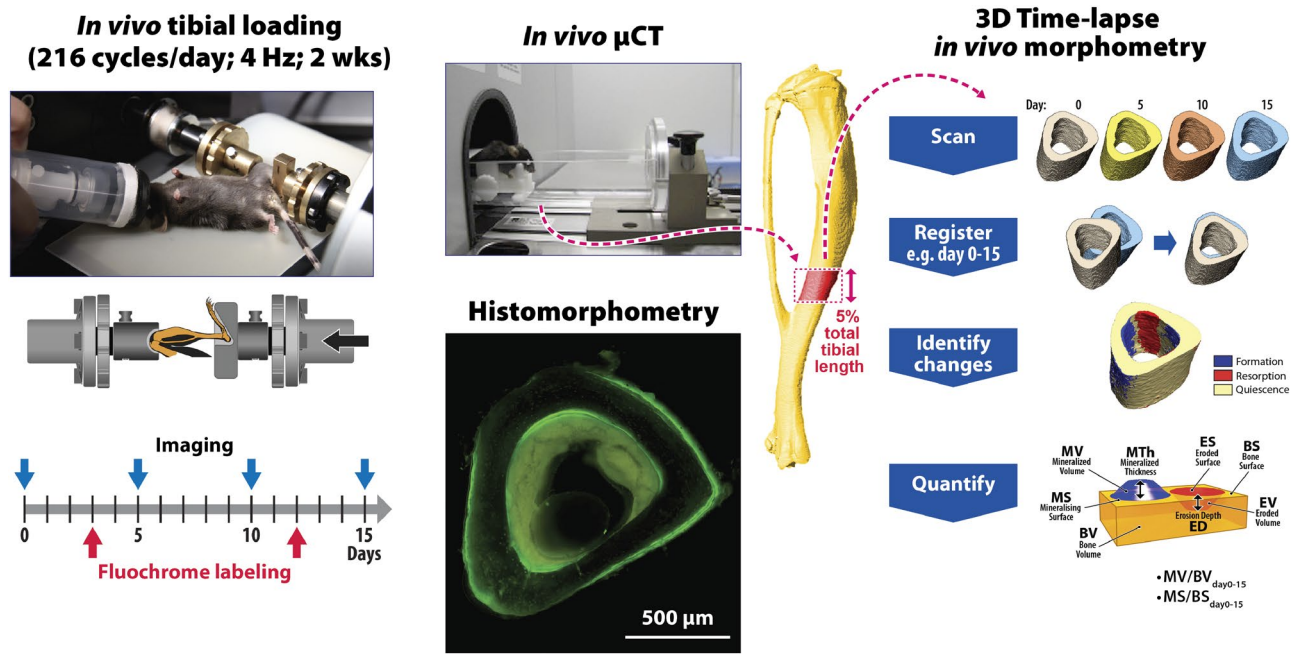 In vivo tibial loading
(216 cycles/day; 4 Hz; 2 wks)
Imaging
0
5
10
15
Days
Fluochrome labeling
In vivo µCT
Histomorphometry
500 µm
5%
total
tibial
length
3D Time-lapse
in vivo morphometry
Day: 0 5 10 15
Scan
Register
e.g. day 0-15
Identify
changes
Formation
Resorption
Quiescence
Quantify
MV
Mineralized
Volume
MTh
Mineralized
Thickness
ES
Eroded
Surface
BS
Bone
Surface
MS
Mineralising
Surface
EV
Eroded
Volume
Erosion Depth
ED
BV
Bone
Volume
• MV/BV day0-15
• MS/BS day0-15